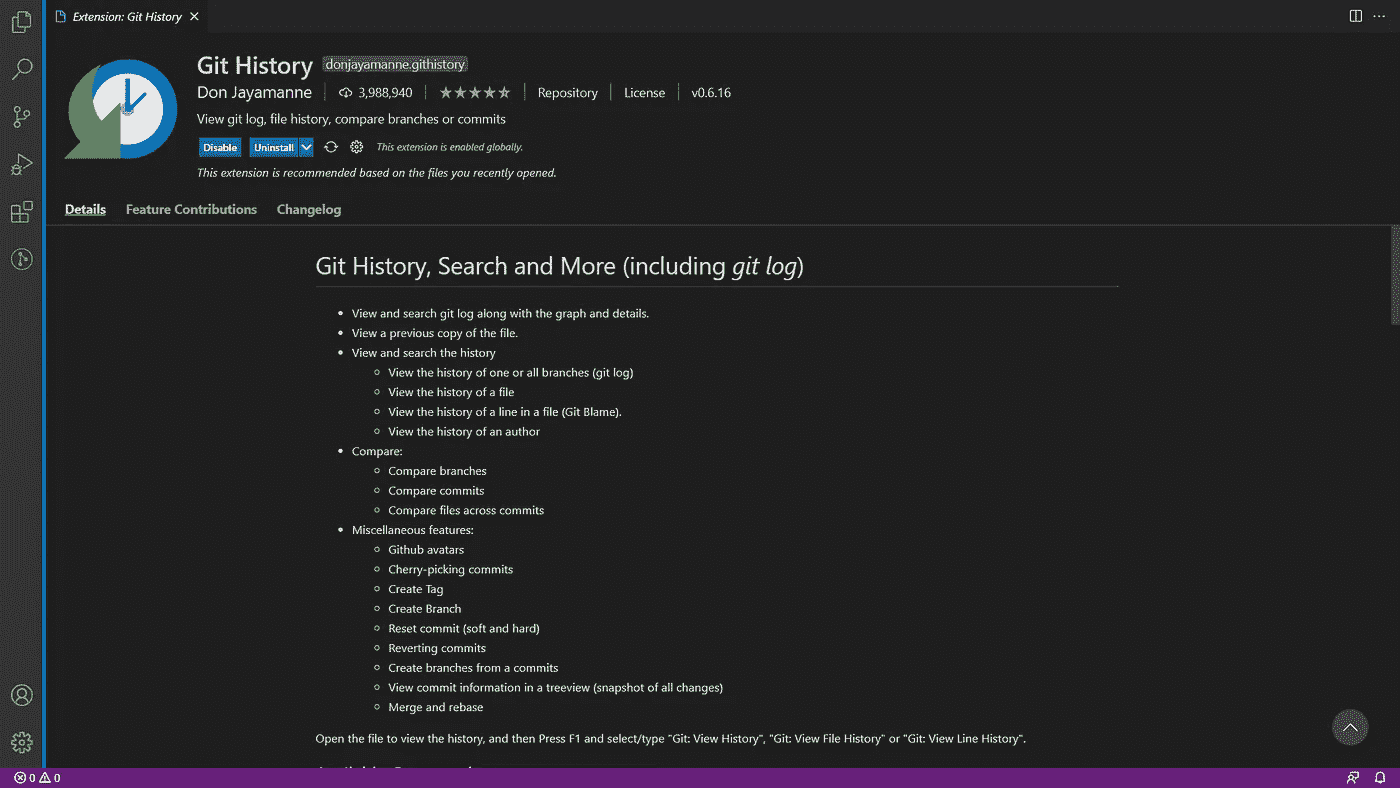 Extension: Git History
Git History donjayamanne.githistory
Don Jayamanne 3,988,940 Repository License v0.6.16
View git log, file history, compare branches or commits
Disable Uninstall This extension is enabled globally.
This extension is recommended based on the files you recently opened.
Details Feature Contributions Changelog
Git History, Search and More (including git log)
View and search git log along with the graph and details.
View a previous copy of the file.
View and search the history
View the history of one or all branches (git log)
View the history of a file
View the history of a line in a file (Git Blame).
View the history of an author
Compare:
Compare branches
Compare commits
Compare files across commits
Miscellaneous features:
Github avatars
Cherry-picking commits
Create Tag
Create Branch
Reset commit (soft and hard)
Reverting commits
Create branches from a commits
View commit information in a treeview (snapshot of all changes)
Merge and rebase
Open the file to view the history, and then Press F1 and select/type "Git: View History", "Git: View File History" or "Git: View Line History".
0 0